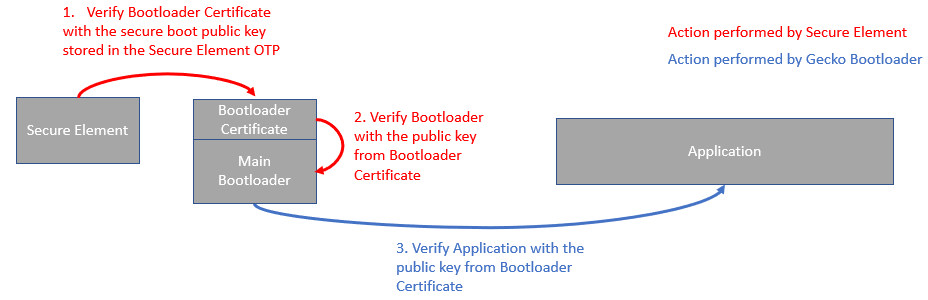 1. Verify Bootloader Certificate
with the secure boot public key
stored in the Secure Element OTP
Action performed by Secure Element
Action performed by Gecko Bootloader
Secure Element
Bootloader
Certificate
Main
Bootloader
2. Verify Bootloader
with the public key
from Bootloader
Certificate
Application
3. Verify Application with the
public key from Bootloader
Certificate